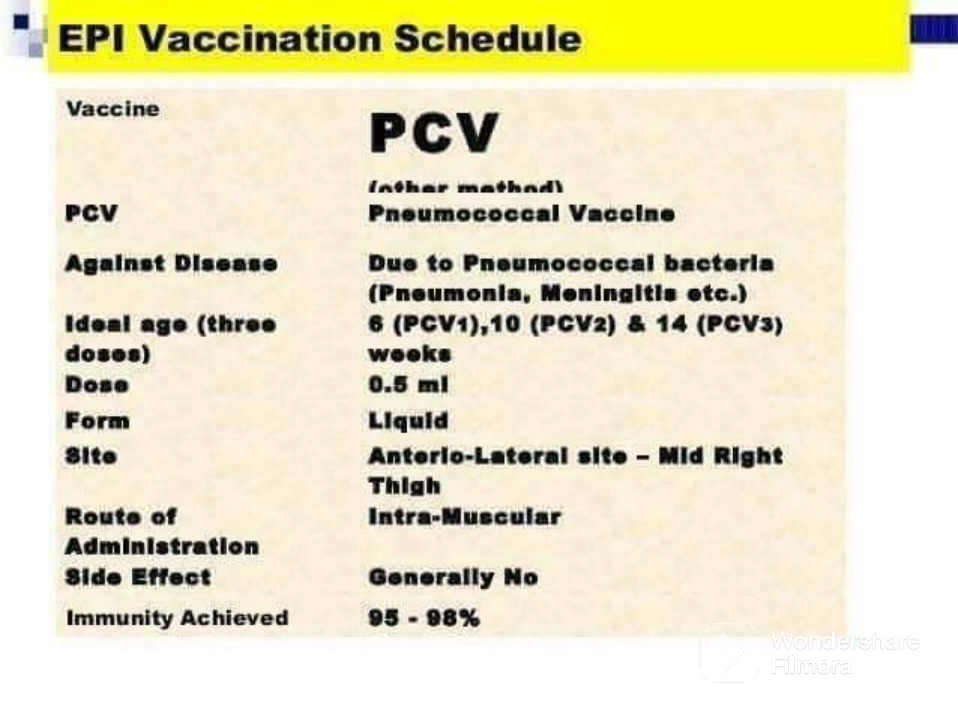 EPI Vaccination Schedule
Vaccine
PCV
(other method)
PCV Pneumococcal Vaccine
Against Disease Due to Pneumococcal bacteria
(Pneumonia, Meningitis etc.)
Ideal age (three 6 (PCV1),10 (PCV2) & 14 (PCV3)
doses) weeks
Dose 0.5 ml
Form Liquid
Site Anterio-Lateral site – Mid Right
Thigh
Route of Intra-Muscular
Administration
Side Effect Generally No
Immunity Achieved 95 - 98%
Wondershare
Filmora